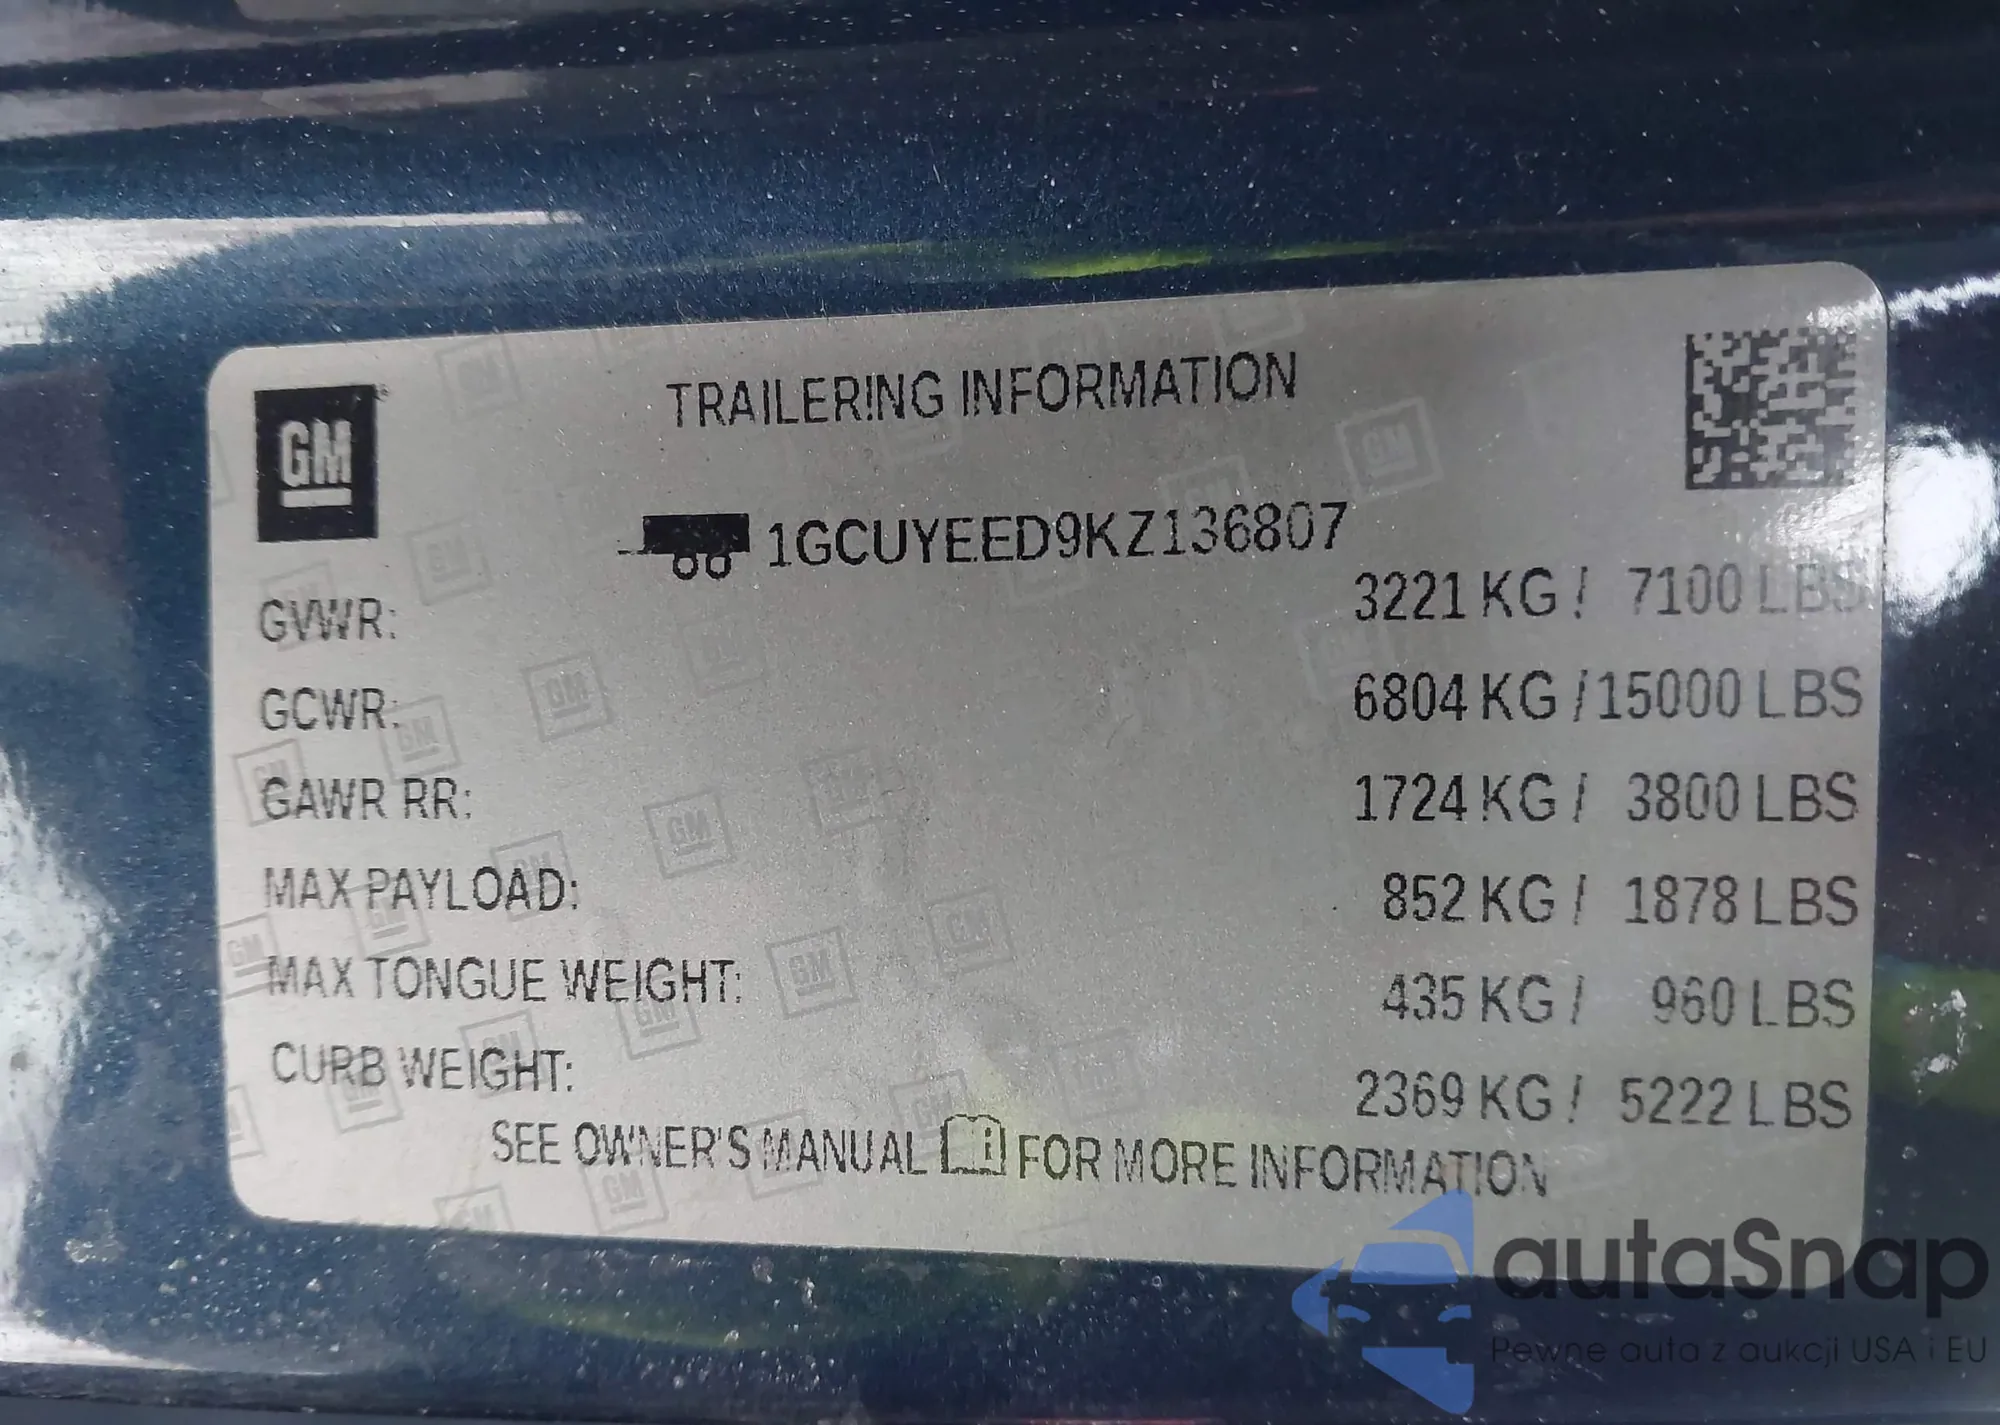 GM
TRAILERING INFORMATION
1GCUYEED9KZ136807
GVWR: 3221 KG / 7100 LBS
GCWR: 6804 KG / 15000 LBS
GAWR RR: 1724 KG / 3800 LBS
MAX PAYLOAD: 852 KG / 1878 LBS
MAX TONGUE WEIGHT: 435 KG / 960 LBS
CURB WEIGHT: 2369 KG / 5222 LBS
SEE OWNER'S MANUAL i FOR MORE INFORMATION
autaSnap
Pewne auta z aukcji USA i EU